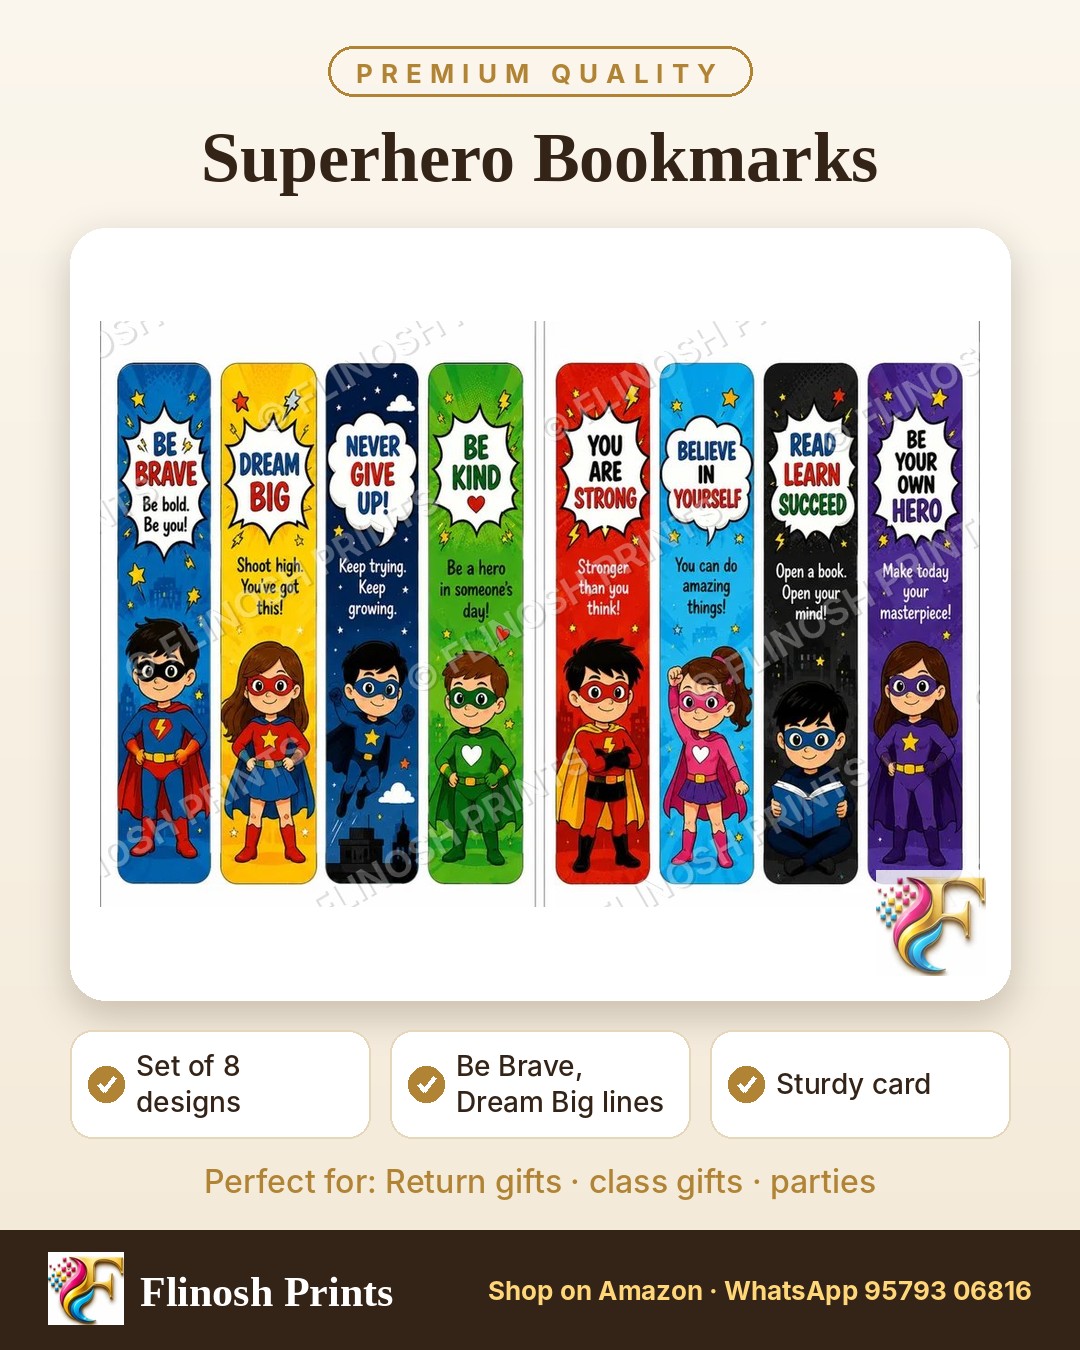 PREMIUM QUALITY
Superhero Bookmarks
BE
BRAVE
Be bold.
Be you!
DREAM
BIG
Shoot high.
You've got
this!
NEVER
GIVE
UP!
Keep trying.
Keep
growing.
BE
KIND
Be a hero
in someone's
day!
YOU
ARE
STRONG
Stronger
than you
think!
BELIEVE
IN
YOURSELF
You can do
amazing
things!
READ
LEARN
SUCCEED
Open a book.
Open your
mind!
BE
YOUR
OWN
HERO
Make today
your
masterpiece!
© FLINOSH PRINTS
F
Set of 8
designs
Be Brave,
Dream Big lines
Sturdy card
Perfect for: Return gifts · class gifts · parties
F
Flinosh Prints
Shop on Amazon · WhatsApp 95793 06816